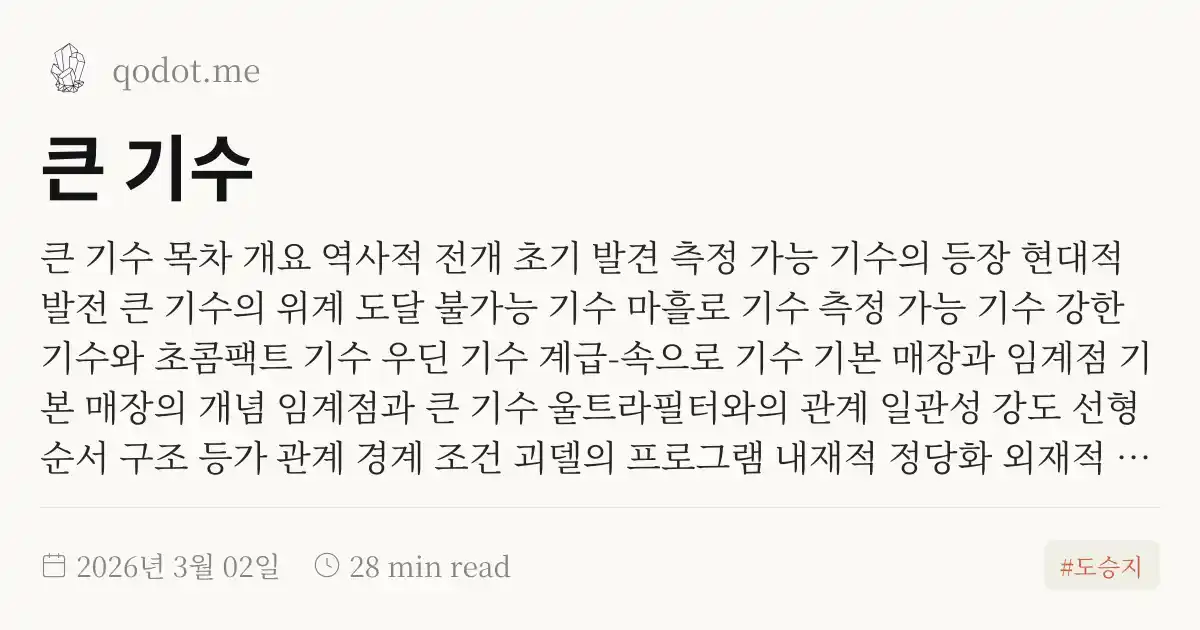 qodot.me
큰 기수
큰 기수 목차 개요 역사적 전개 초기 발견 측정 가능 기수의 등장 현대적
발전 큰 기수의 위계 도달 불가능 기수 마흘로 기수 측정 가능 기수 강한
기수와 초콤팩트 기수 우딘 기수 계급-속으로 기수 기본 매장과 임계점 기
본 매장의 개념 임계점과 큰 기수 울트라필터와의 관계 일관성 강도 선형
순서 구조 등가 관계 경계 조건 괴델의 프로그램 내재적 정당화 외재적 …
2026년 3월 02일 28 min read
#도승지